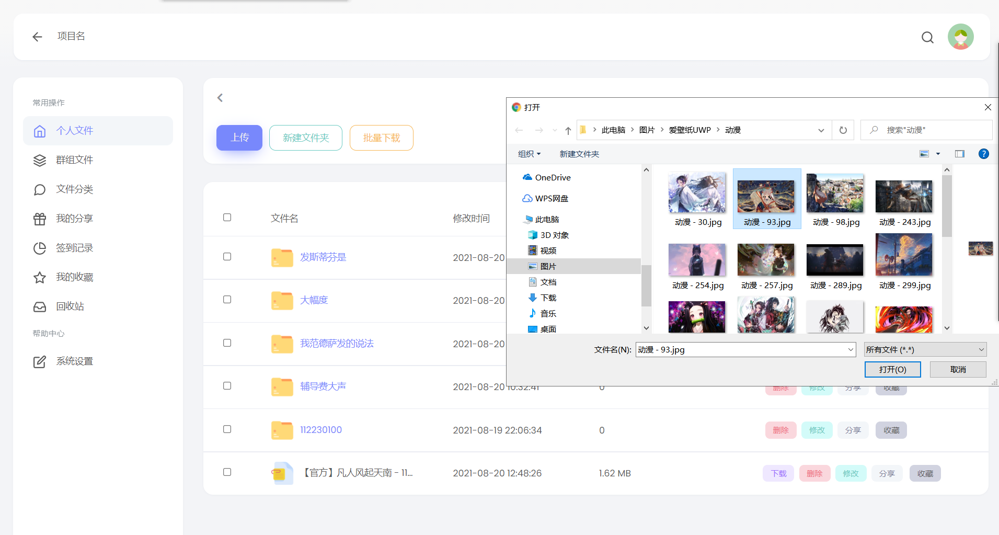 项目名
常用操作
个人文件
群组文件
文件分类
我的分享
签到记录
我的收藏
回收站
帮助中心
系统设置
上传 新建文件夹 批量下载
文件名 修改时间
发斯蒂芬是 2021-08-20
大幅度 2021-08-20
我范德萨发的说法 2021-08-20
辅导费大声 2021-08-20 10:32:41 0 删除 修改 分享 收藏
112230100 2021-08-19 22:06:34 0 删除 修改 分享 收藏
【官方】凡人风起天南 - 11... 2021-08-20 12:48:26 1.62 MB 下载 删除 修改 分享 收藏
打开
此电脑 图片 爱壁纸UWP 动漫 搜索"动漫"
组织 新建文件夹 ?
OneDrive
WPS网盘
此电脑
3D 对象
视频
图片
文档
下载
音乐
桌面
动漫 - 30.jpg 动漫 - 93.jpg 动漫 - 98.jpg 动漫 - 243.jpg
动漫 - 254.jpg 动漫 - 257.jpg 动漫 - 289.jpg 动漫 - 299.jpg
文件名(N): 动漫 - 93.jpg 所有文件 (*.*)
打开(O) 取消